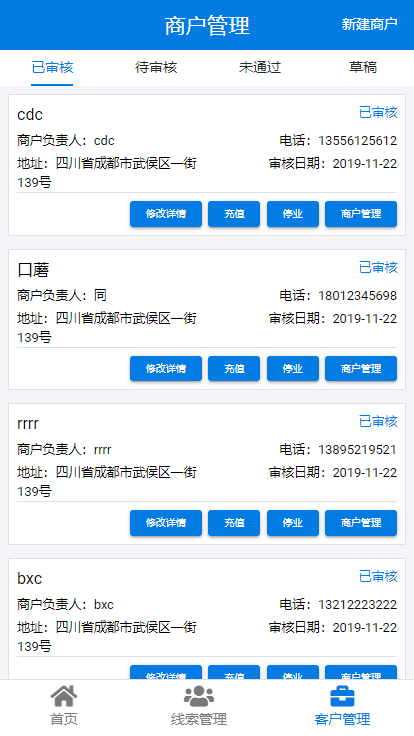 商户管理 新建商户
已审核 待审核 未通过 草稿
cdc 已审核
商户负责人：cdc 电话：13556125612
地址：四川省成都市武侯区一街 审核日期：2019-11-22
139号
修改详情 充值 停业 商户管理
口蘑 已审核
商户负责人：同 电话：18012345698
地址：四川省成都市武侯区一街 审核日期：2019-11-22
139号
修改详情 充值 停业 商户管理
rrrr 已审核
商户负责人：rrrr 电话：13895219521
地址：四川省成都市武侯区一街 审核日期：2019-11-22
139号
修改详情 充值 停业 商户管理
bxc 已审核
商户负责人：bxc 电话：13212223222
地址：四川省成都市武侯区一街 审核日期：2019-11-22
139号
修改详情 充值 停业 商户管理
首页 线索管理 客户管理